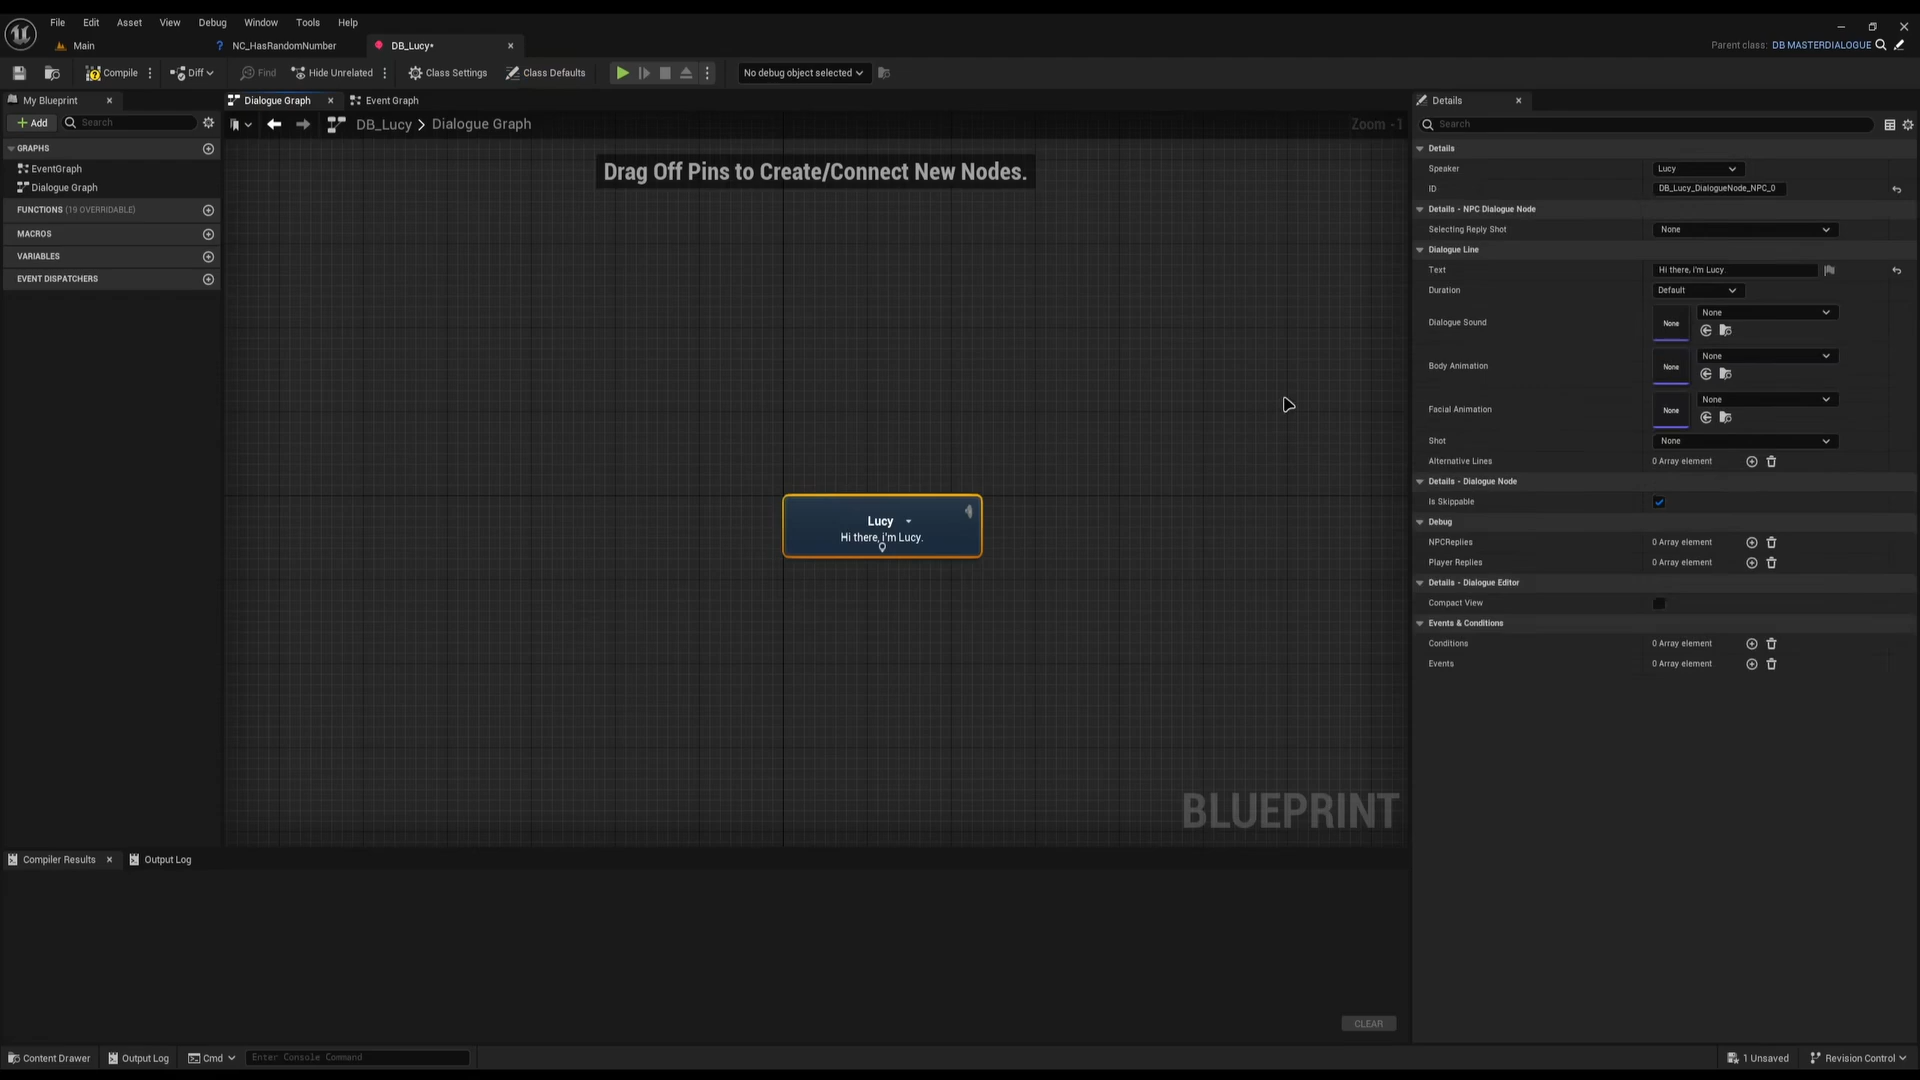 File Edit Asset View Debug Window Tools Help
Main
NC_HasRandomNumber
DB_Lucy*
Parent class: DB MASTERDIALOGUE
Compile
Diff
Find
Hide Unrelated
Class Settings
Class Defaults
No debug object selected
My Blueprint
Dialogue Graph
Event Graph
Details
Add
Search
DB_Lucy > Dialogue Graph
Zoom -1
Search
GRAPHS
EventGraph
Dialogue Graph
FUNCTIONS (19 OVERRIDABLE)
MACROS
VARIABLES
EVENT DISPATCHERS
Drag Off Pins to Create/Connect New Nodes.
Lucy
Hi there, i'm Lucy.
BLUEPRINT
Details
Speaker Lucy
ID DB_Lucy_DialogueNode_NPC_0
Details - NPC Dialogue Node
Selecting Reply Shot None
Dialogue Line
Text Hi there, i'm Lucy.
Duration Default
Dialogue Sound None None
Body Animation None None
Facial Animation None None
Shot None
Alternative Lines 0 Array element
Details - Dialogue Node
Is Skippable
Debug
NPCReplies 0 Array element
Player Replies 0 Array element
Details - Dialogue Editor
Compact View
Events & Conditions
Conditions 0 Array element
Events 0 Array element
Compiler Results
Output Log
CLEAR
Content Drawer
Output Log
Cmd
Enter Console Command
1 Unsaved
Revision Control